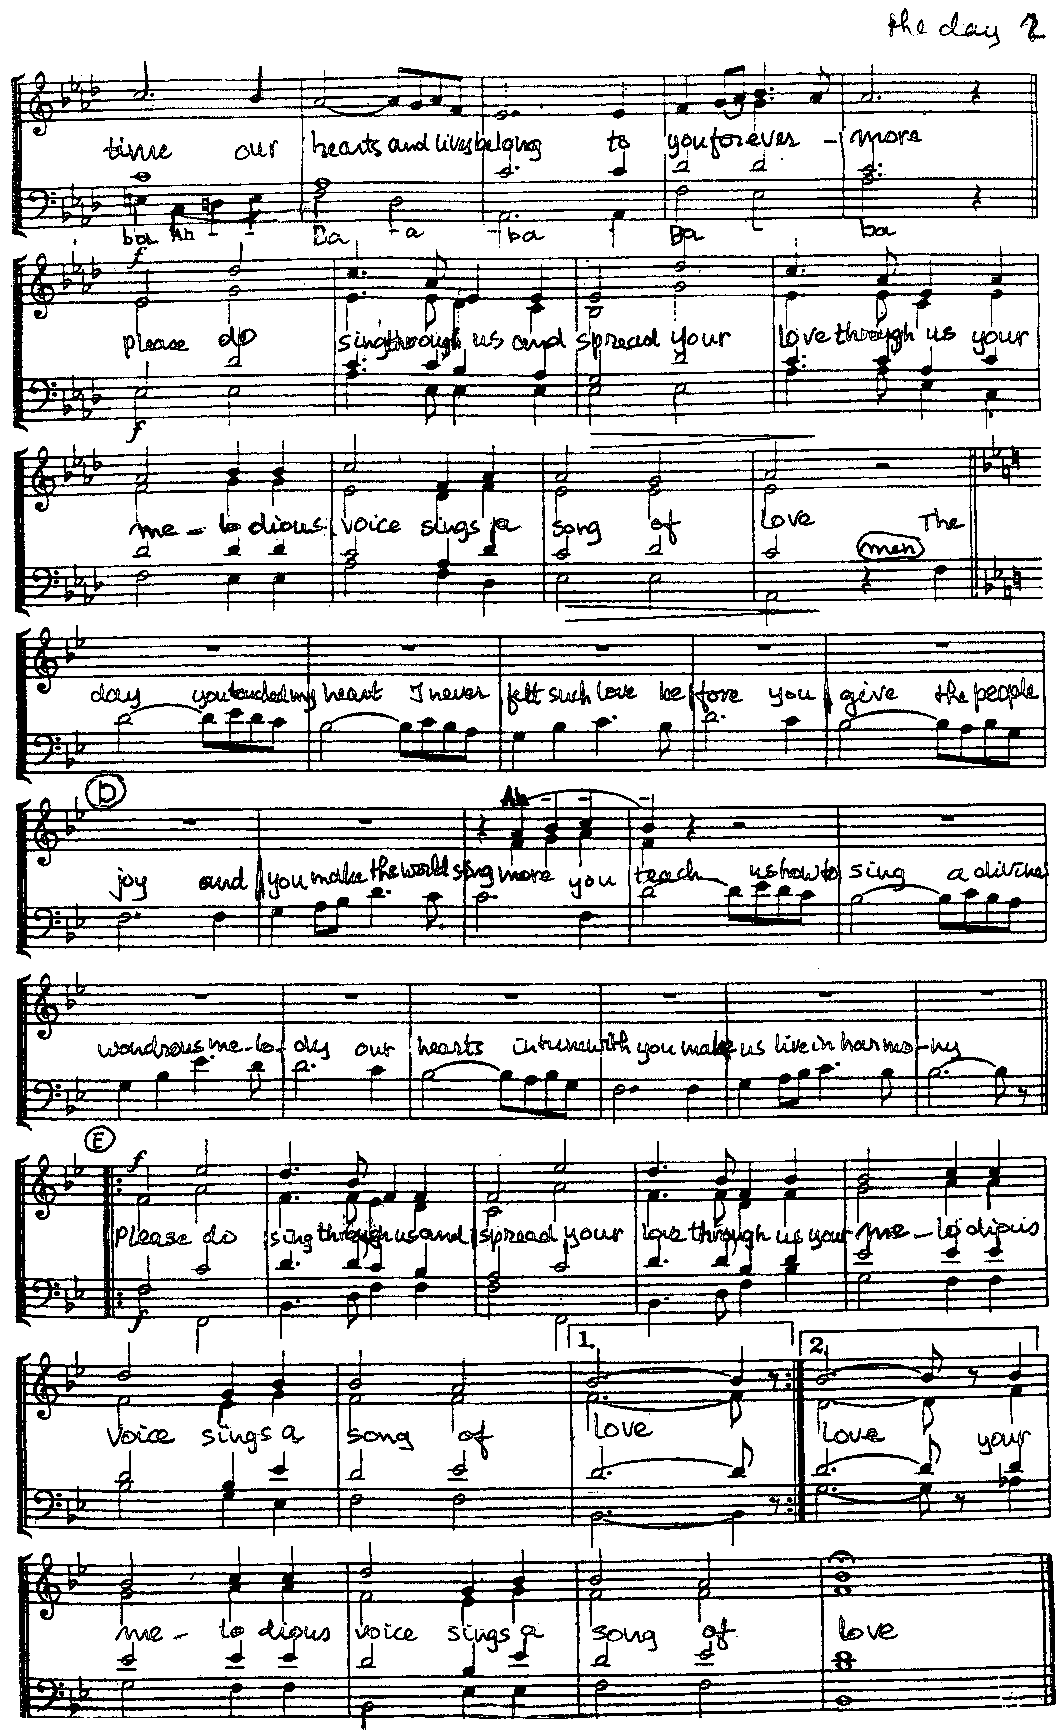 the day 2
time our hearts and lives belong to you forever - more
ba Ah - - Ba - a - ba - Ba - ba
f
please do sing through us and spread your love through us your
f
me - lo dious voice sings a song of love The
men
day you touched my heart I never felt such love be fore you give the people
D
Ah - - -
joy and you make the world sing more you teach us how to sing a divine
wondrous me - lo - dy our hearts in tune with you make us live in harmo - ny
E
f
Please do sing through us and spread your love through us your me - lo dious
f
1. 2.
Voice sings a song of love love your
me - lo dious voice sings a song of love